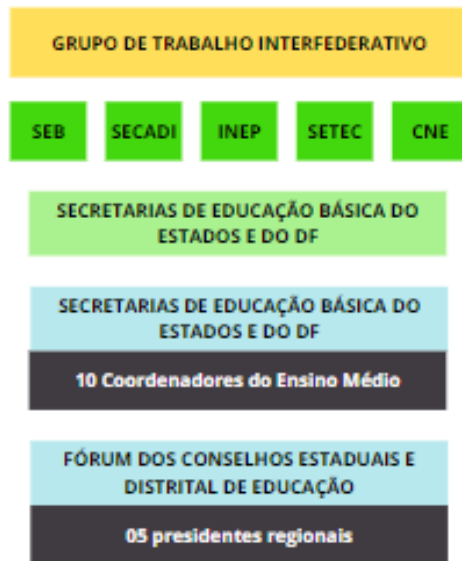 GRUPO DE TRABALHO INTERFEDERATIVO
SEB SECADI INEP SETEC CNE
SECRETARIAS DE EDUCAÇÃO BÁSICA DO
ESTADOS E DO DF
SECRETARIAS DE EDUCAÇÃO BÁSICA DO
ESTADOS E DO DF
10 Coordenadores do Ensino Médio
FÓRUM DOS CONSELHOS ESTADUAIS E
DISTRITAL DE EDUCAÇÃO
05 presidentes regionais